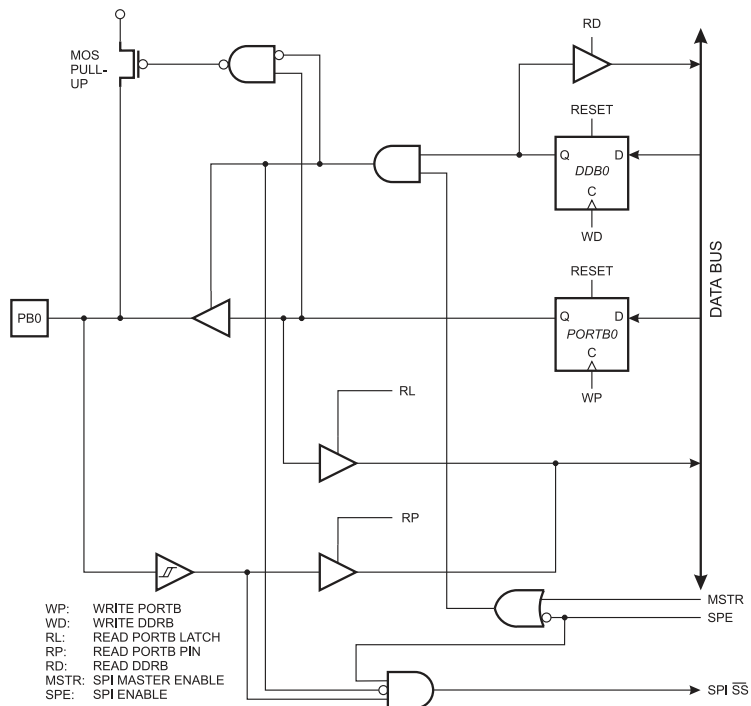 RD
MOS
PULL-
UP
RESET
Q
D
DDB0
C
WD
RESET
DATA BUS
PB0
Q
D
PORTB0
C
WP
RL
RP
WP: WRITE PORTB
WD: WRITE DDRB
RL: READ PORTB LATCH
RP: READ PORTB PIN
RD: READ DDRB
MSTR: SPI MASTER ENABLE
SPE: SPI ENABLE
MSTR
SPE
SPI S̅S̅